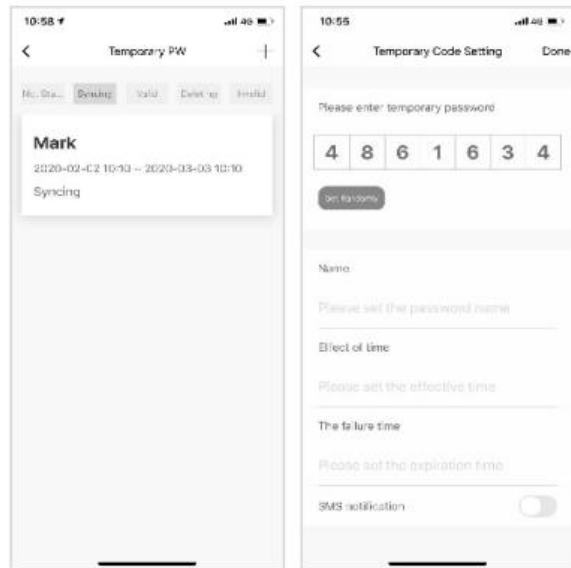 10:58
4G
Temporary PW
Syncing
Valid
Deleting
Invalid
Mark
2020-02-02 10:10 -- 2020-03-03 10:10
Syncing
10:55
4G
Temporary Code Setting
Done
Please enter temporary password
4 8 6 1 6 3 4
Set Randomly
Name
Please set the password name
Effect of time
Please set the effective time
The failure time
Please set the expiration time
SMS notification